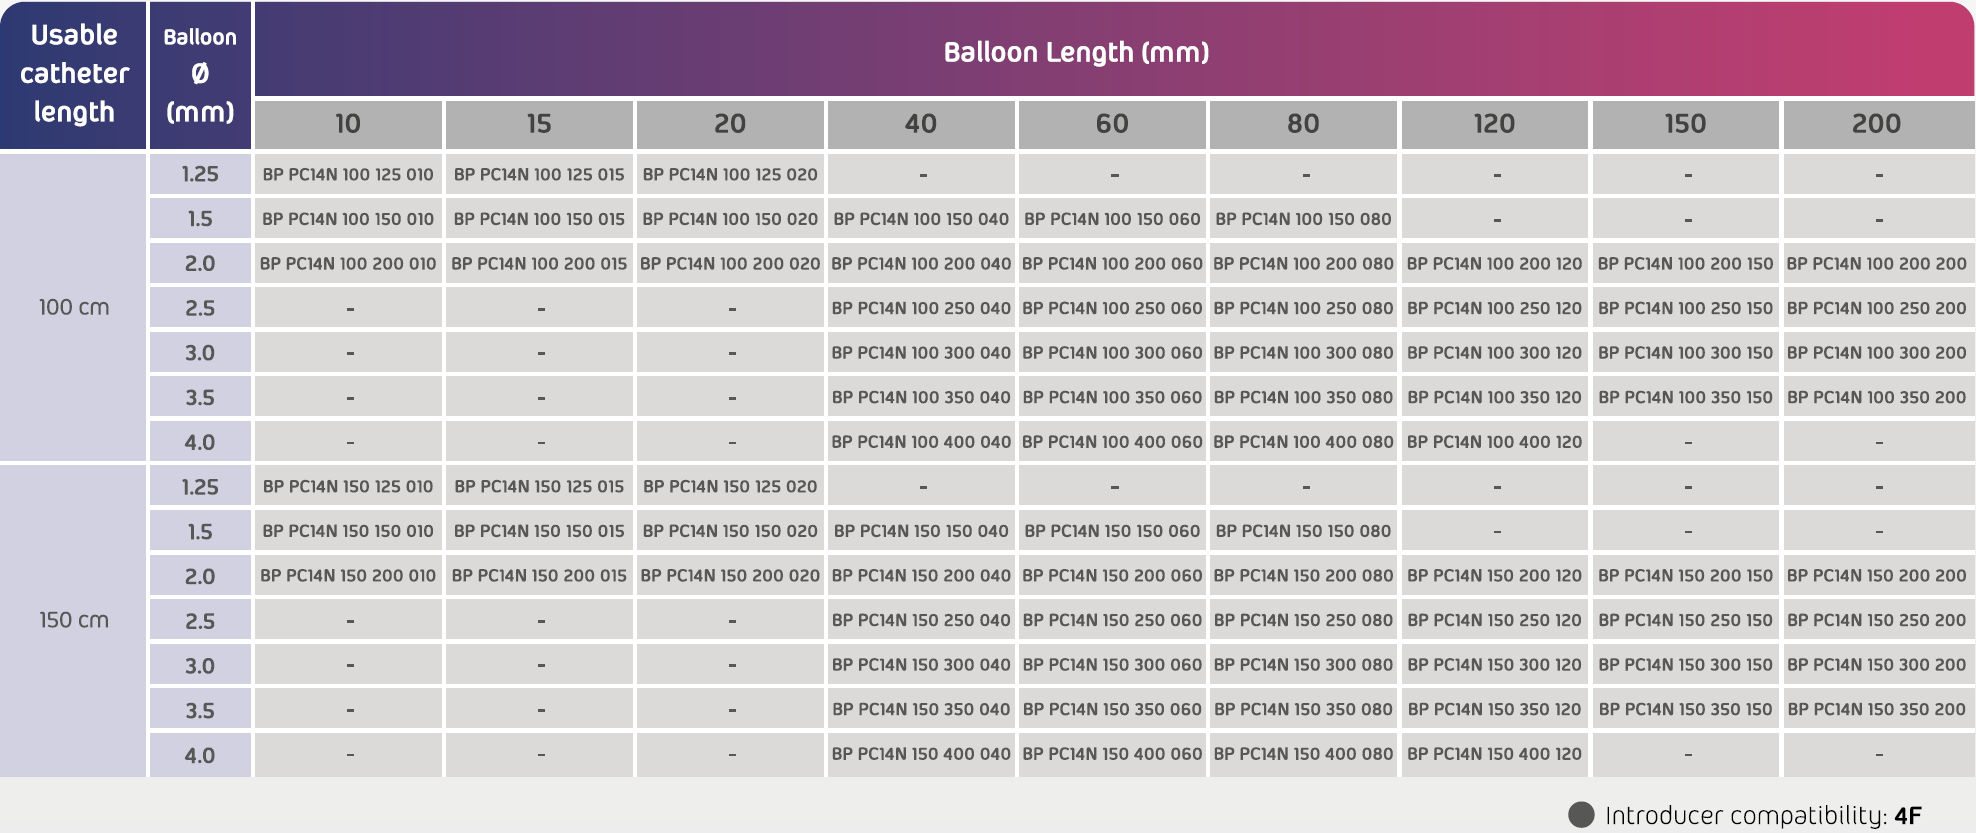 Usable catheter length Balloon Ø (mm) Balloon Length (mm)
10 15 20 40 60 80 120 150 200
100 cm
1.25 BP PC14N 100 125 010 BP PC14N 100 125 015 BP PC14N 100 125 020 - - - - - -
1.5 BP PC14N 100 150 010 BP PC14N 100 150 015 BP PC14N 100 150 020 BP PC14N 100 150 040 BP PC14N 100 150 060 BP PC14N 100 150 080 - - -
2.0 BP PC14N 100 200 010 BP PC14N 100 200 015 BP PC14N 100 200 020 BP PC14N 100 200 040 BP PC14N 100 200 060 BP PC14N 100 200 080 BP PC14N 100 200 120 BP PC14N 100 200 150 BP PC14N 100 200 200
2.5 - - - BP PC14N 100 250 040 BP PC14N 100 250 060 BP PC14N 100 250 080 BP PC14N 100 250 120 BP PC14N 100 250 150 BP PC14N 100 250 200
3.0 - - - BP PC14N 100 300 040 BP PC14N 100 300 060 BP PC14N 100 300 080 BP PC14N 100 300 120 BP PC14N 100 300 150 BP PC14N 100 300 200
3.5 - - - BP PC14N 100 350 040 BP PC14N 100 350 060 BP PC14N 100 350 080 BP PC14N 100 350 120 BP PC14N 100 350 150 BP PC14N 100 350 200
4.0 - - - BP PC14N 100 400 040 BP PC14N 100 400 060 BP PC14N 100 400 080 BP PC14N 100 400 120 - -
150 cm
1.25 BP PC14N 150 125 010 BP PC14N 150 125 015 BP PC14N 150 125 020 - - - - - -
1.5 BP PC14N 150 150 010 BP PC14N 150 150 015 BP PC14N 150 150 020 BP PC14N 150 150 040 BP PC14N 150 150 060 BP PC14N 150 150 080 - - -
2.0 BP PC14N 150 200 010 BP PC14N 150 200 015 BP PC14N 150 200 020 BP PC14N 150 200 040 BP PC14N 150 200 060 BP PC14N 150 200 080 BP PC14N 150 200 120 BP PC14N 150 200 150 BP PC14N 150 200 200
2.5 - - - BP PC14N 150 250 040 BP PC14N 150 250 060 BP PC14N 150 250 080 BP PC14N 150 250 120 BP PC14N 150 250 150 BP PC14N 150 250 200
3.0 - - - BP PC14N 150 300 040 BP PC14N 150 300 060 BP PC14N 150 300 080 BP PC14N 150 300 120 BP PC14N 150 300 150 BP PC14N 150 300 200
3.5 - - - BP PC14N 150 350 040 BP PC14N 150 350 060 BP PC14N 150 350 080 BP PC14N 150 350 120 BP PC14N 150 350 150 BP PC14N 150 350 200
4.0 - - - BP PC14N 150 400 040 BP PC14N 150 400 060 BP PC14N 150 400 080 BP PC14N 150 400 120 - -
Introducer compatibility: 4F